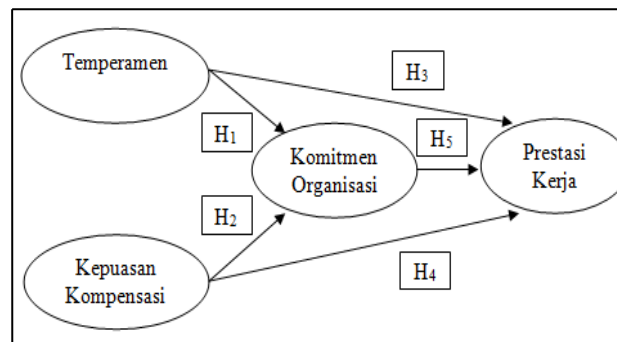 Temperamen
H3
H1
Komitmen
Organisasi
H5
Prestasi
Kerja
H2
Kepuasan
Kompensasi
H4